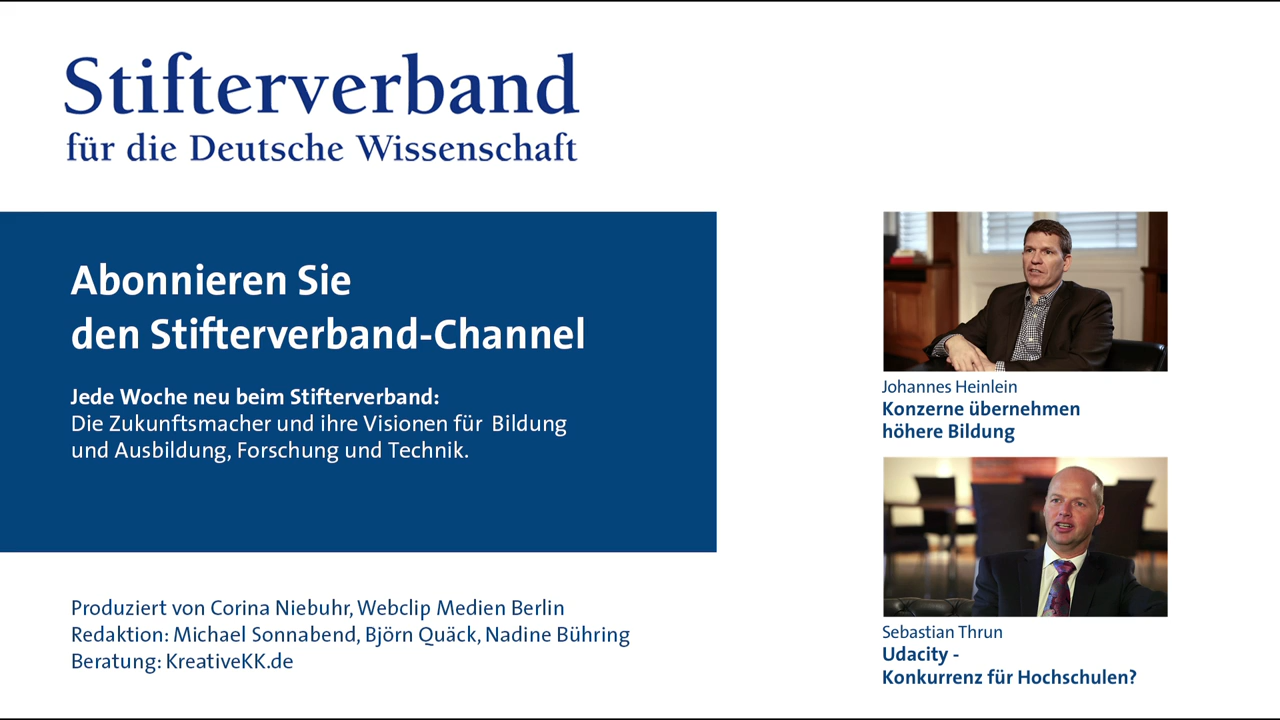 Stifterverband
für die Deutsche Wissenschaft
Abonnieren Sie
den Stifterverband-Channel
Jede Woche neu beim Stifterverband:
Die Zukunftsmacher und ihre Visionen für Bildung
und Ausbildung, Forschung und Technik.
Produziert von Corina Niebuhr, Webclip Medien Berlin
Redaktion: Michael Sonnabend, Björn Quäck, Nadine Bühring
Beratung: KreativeKK.de
Johannes Heinlein
Konzerne übernehmen
höhere Bildung
Sebastian Thrun
Udacity -
Konkurrenz für Hochschulen?